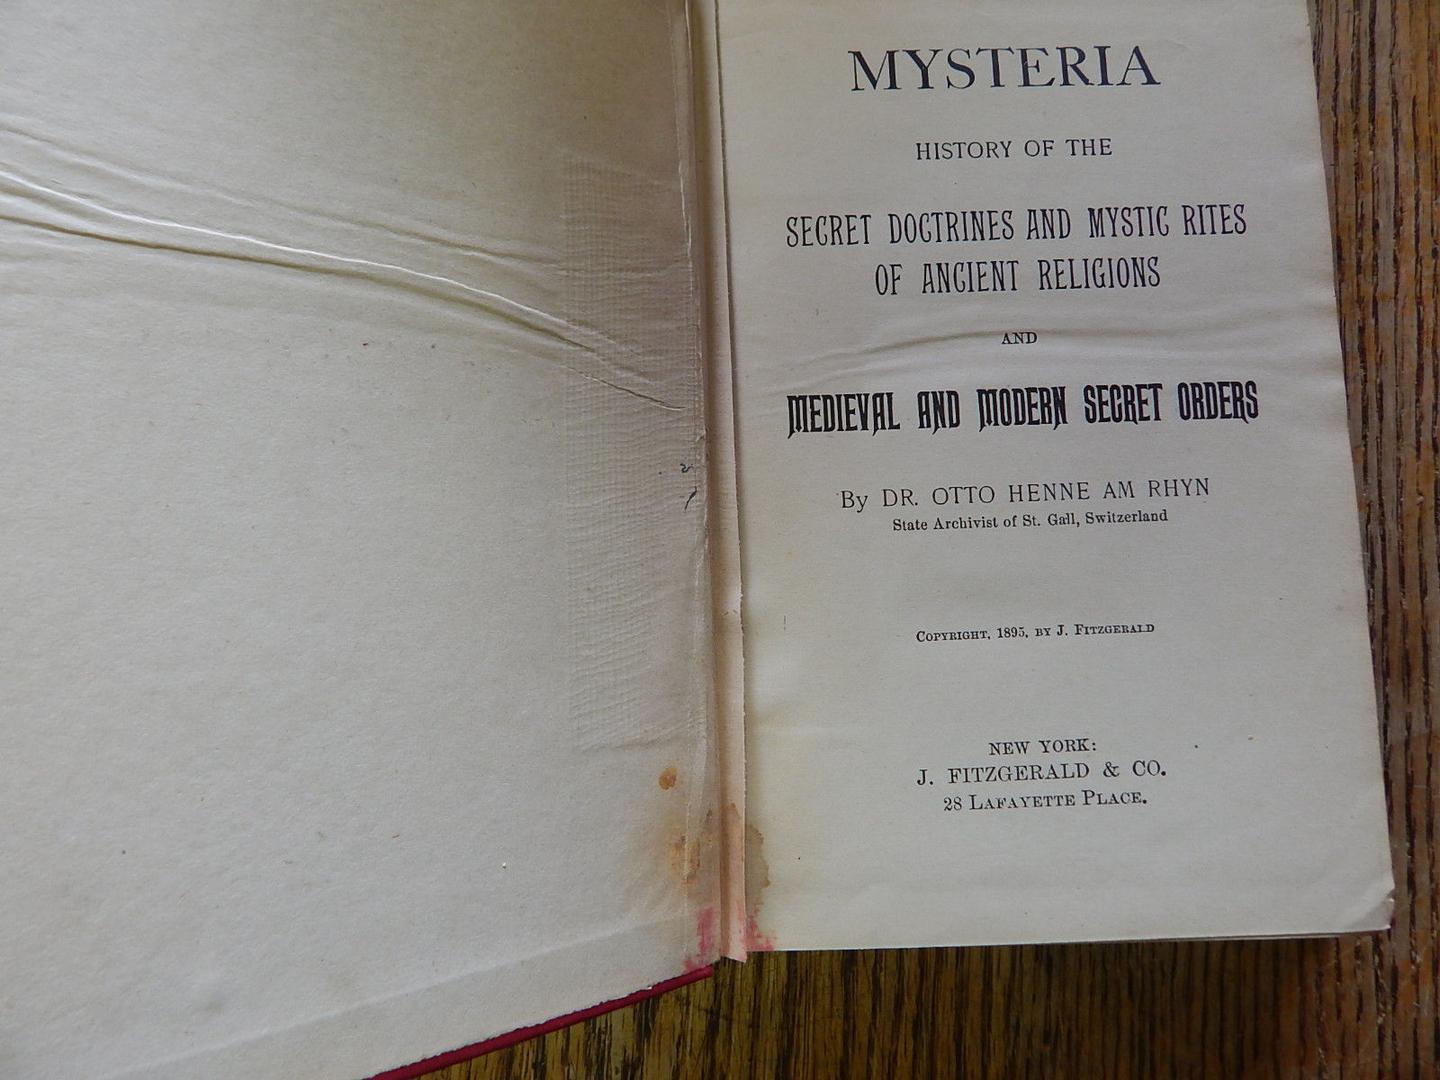 MYSTERIA
HISTORY OF THE
SECRET DOCTRINES AND MYSTIC RITES
OF ANCIENT RELIGIONS
AND
MEDIEVAL AND MODERN SECRET ORDERS
By DR. OTTO HENNE AM RHYN
State Archivist of St. Gall, Switzerland
COPYRIGHT, 1895, BY J. FITZGERALD
NEW YORK:
J. FITZGERALD & CO.
28 LAFAYETTE PLACE.